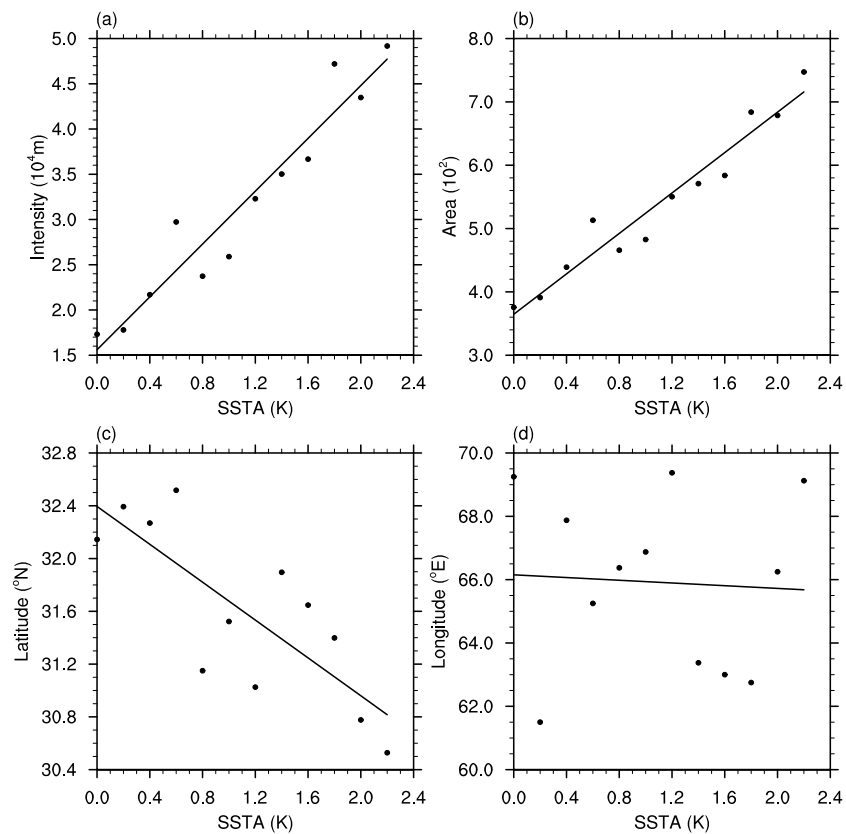 (a)
5.0
4.5
4.0
3.5
3.0
2.5
2.0
1.5
Intensity (10⁴m)
0.0 0.4 0.8 1.2 1.6 2.0 2.4
SSTA (K)
(b)
8.0
7.0
6.0
5.0
4.0
3.0
Area (10²)
0.0 0.4 0.8 1.2 1.6 2.0 2.4
SSTA (K)
(c)
32.8
32.4
32.0
31.6
31.2
30.8
30.4
Latitude (°N)
0.0 0.4 0.8 1.2 1.6 2.0 2.4
SSTA (K)
(d)
70.0
68.0
66.0
64.0
62.0
60.0
Longitude (°E)
0.0 0.4 0.8 1.2 1.6 2.0 2.4
SSTA (K)